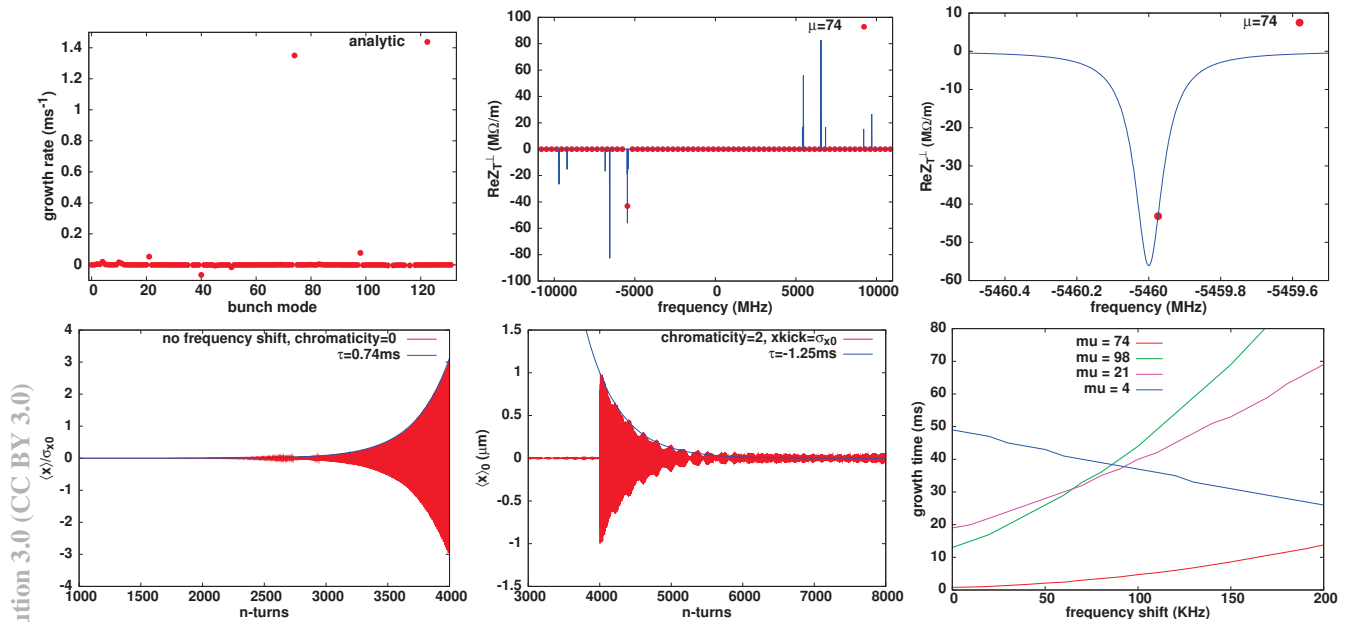 analytic
growth rate (ms⁻¹)
1.4
1.2
1
0.8
0.6
0.4
0.2
0
0 20 40 60 80 100 120
bunch mode
μ=74
ReZ_T^⊥ (MΩ/m)
100
80
60
40
20
0
-20
-40
-60
-80
-100
-10000 -5000 0 5000 10000
frequency (MHz)
μ=74
ReZ_T^⊥ (MΩ/m)
10
0
-10
-20
-30
-40
-50
-60
-5460.4 -5460.2 -5460 -5459.8 -5459.6
frequency (MHz)
no frequency shift, chromaticity=0
τ=0.74ms
⟨x⟩/σx0
4
3
2
1
0
-1
-2
-3
-4
1000 1500 2000 2500 3000 3500 4000
n-turns
chromaticity=2, xkick=σx0
τ=-1.25ms
⟨x⟩0 (μm)
1.5
1
0.5
0
-0.5
-1
-1.5
3000 4000 5000 6000 7000 8000
n-turns
mu = 74
mu = 98
mu = 21
mu = 4
growth time (ms)
80
70
60
50
40
30
20
10
0
0 50 100 150 200
frequency shift (KHz)
ution 3.0 (CC BY 3.0)